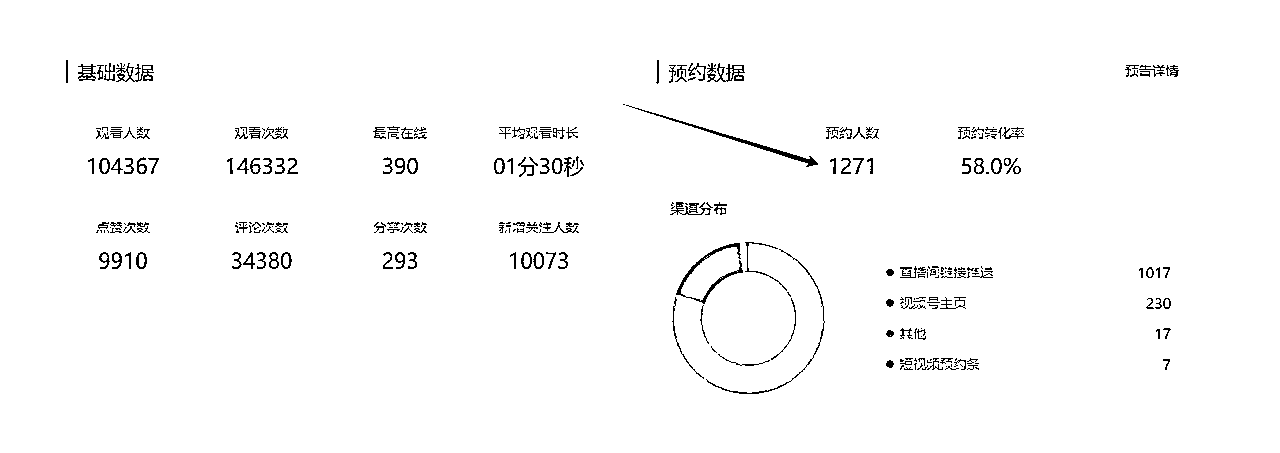 基础数据
观看人数 观看次数 最高在线 平均观看时长
104367 146332 390 01分30秒
点赞次数 评论次数 分享次数 新增关注人数
9910 34380 293 10073
预约数据 预告详情
预约人数 预约转化率
1271 58.0%
渠道分布
直播间链接推送 1017
视频号主页 230
其他 17
短视频预约条 7